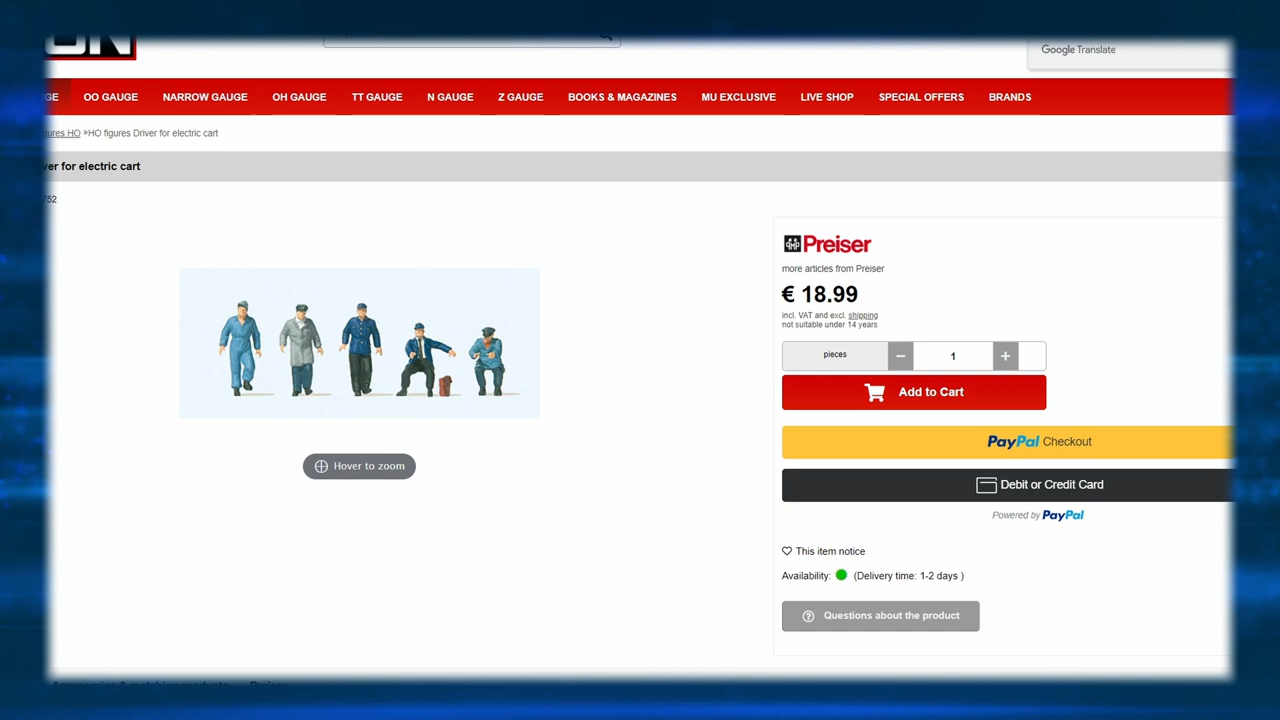 Google Translate
GE OO GAUGE NARROW GAUGE OH GAUGE TT GAUGE N GAUGE Z GAUGE BOOKS & MAGAZINES MU EXCLUSIVE LIVE SHOP SPECIAL OFFERS BRANDS
ures HO »HO figures Driver for electric cart
ver for electric cart
752
Preiser
more articles from Preiser
€ 18.99
incl. VAT and excl. shipping
not suitable under 14 years
pieces − 1 +
Add to Cart
PayPal Checkout
Hover to zoom
Debit or Credit Card
Powered by PayPal
This item notice
Availability: (Delivery time: 1-2 days )
Questions about the product